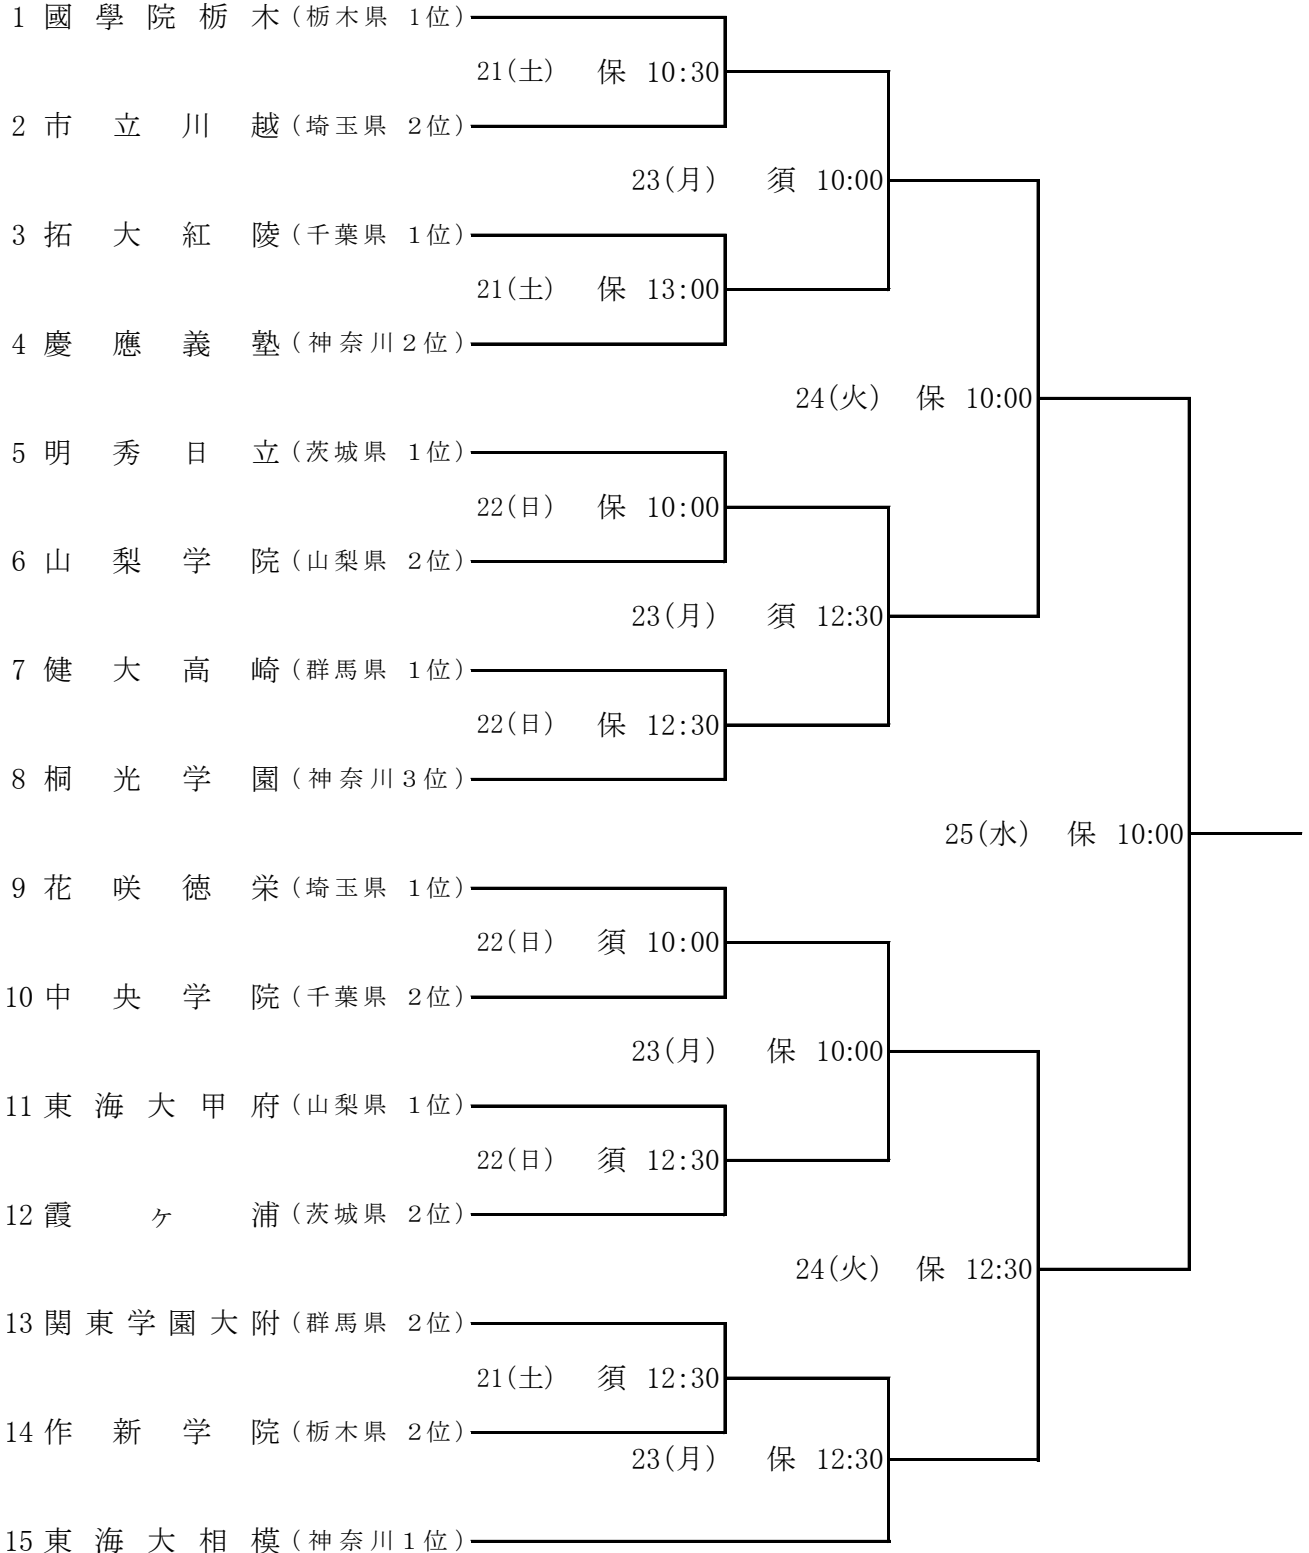 1 國學院栃木(栃木県 1位)
21(土) 保 10:30
2 市立川越(埼玉県 2位)
23(月) 須 10:00
3 拓大紅陵(千葉県 1位)
21(土) 保 13:00
4 慶應義塾(神奈川2位)
24(火) 保 10:00
5 明秀日立(茨城県 1位)
22(日) 保 10:00
6 山梨学院(山梨県 2位)
23(月) 須 12:30
7 健大高崎(群馬県 1位)
22(日) 保 12:30
8 桐光学園(神奈川3位)
25(水) 保 10:00
9 花咲徳栄(埼玉県 1位)
22(日) 須 10:00
10 中央学院(千葉県 2位)
23(月) 保 10:00
11 東海大甲府(山梨県 1位)
22(日) 須 12:30
12 霞ヶ浦(茨城県 2位)
24(火) 保 12:30
13 関東学園大附(群馬県 2位)
21(土) 須 12:30
14 作新学院(栃木県 2位)
23(月) 保 12:30
15 東海大相模(神奈川1位)